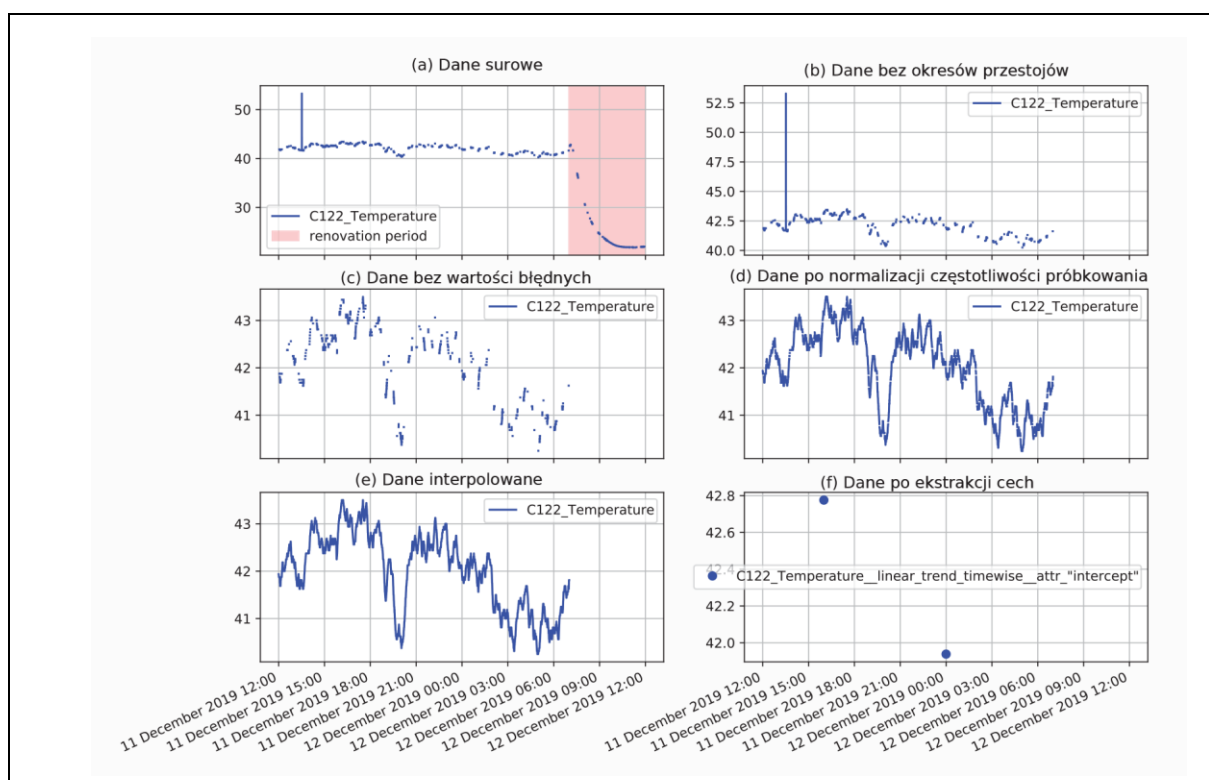 (a) Dane surowe
50
40
30
C122_Temperature
renovation period
(b) Dane bez okresów przestojów
52.5
50.0
47.5
45.0
42.5
40.0
C122_Temperature
(c) Dane bez wartości błędnych
43
42
41
C122_Temperature
(d) Dane po normalizacji częstotliwości próbkowania
43
42
41
C122_Temperature
(e) Dane interpolowane
43
42
41
C122_Temperature
11 December 2019 12:00
11 December 2019 15:00
11 December 2019 18:00
11 December 2019 21:00
12 December 2019 00:00
12 December 2019 03:00
12 December 2019 06:00
12 December 2019 09:00
12 December 2019 12:00
(f) Dane po ekstrakcji cech
42.8
42.6
42.4
42.2
42.0
C122_Temperature__linear_trend_timewise__attr_"intercept"
11 December 2019 12:00
11 December 2019 15:00
11 December 2019 18:00
11 December 2019 21:00
12 December 2019 00:00
12 December 2019 03:00
12 December 2019 06:00
12 December 2019 09:00
12 December 2019 12:00